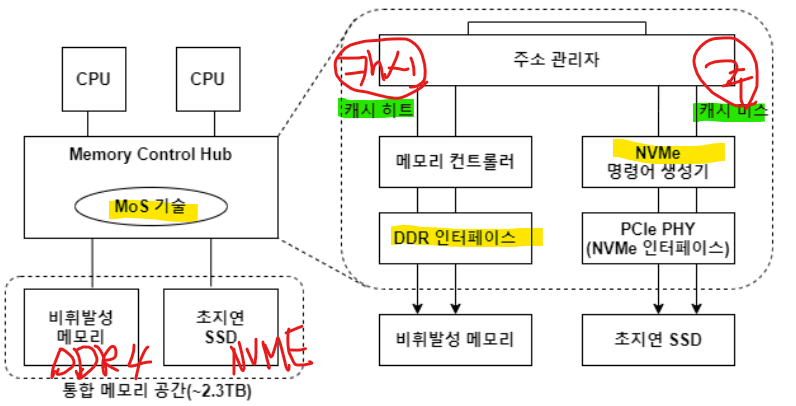 CPU
CPU
Memory Control Hub
MoS 기술
비휘발성
메모리
DDR4
초지연
SSD
NVME
통합 메모리 공간(~2.3TB)
캐시
주소 관리자
주
캐시 히트
캐시 미스
메모리 컨트롤러
NVMe
명령어 생성기
DDR 인터페이스
PCIe PHY
(NVMe 인터페이스)
비휘발성 메모리
초지연 SSD